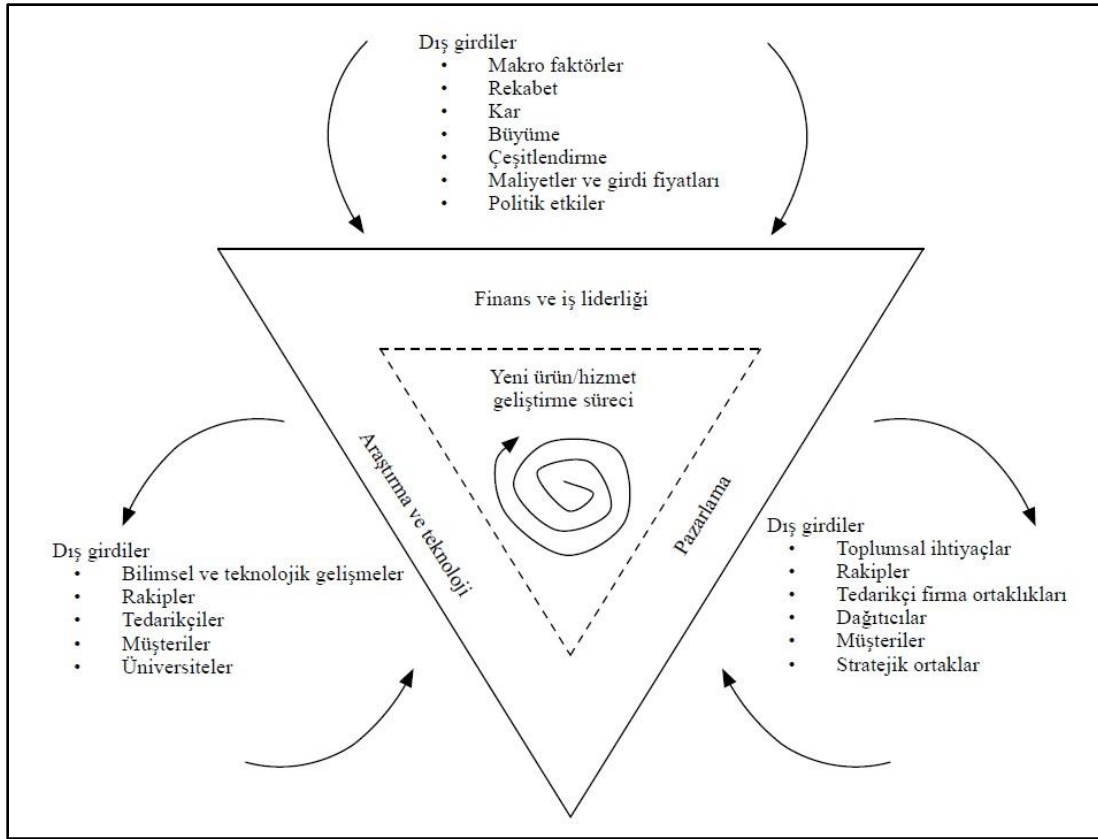 Dış girdiler
• Makro faktörler
• Rekabet
• Kar
• Büyüme
• Çeşitlendirme
• Maliyetler ve girdi fiyatları
• Politik etkiler
Finans ve iş liderliği
Yeni ürün/hizmet
geliştirme süreci
Araştırma ve teknoloji
Pazarlama
Dış girdiler
• Bilimsel ve teknolojik gelişmeler
• Rakipler
• Tedarikçiler
• Müşteriler
• Üniversiteler
Dış girdiler
• Toplumsal ihtiyaçlar
• Rakipler
• Tedarikçi firma ortaklıkları
• Dağıtıcılar
• Müşteriler
• Stratejik ortaklar